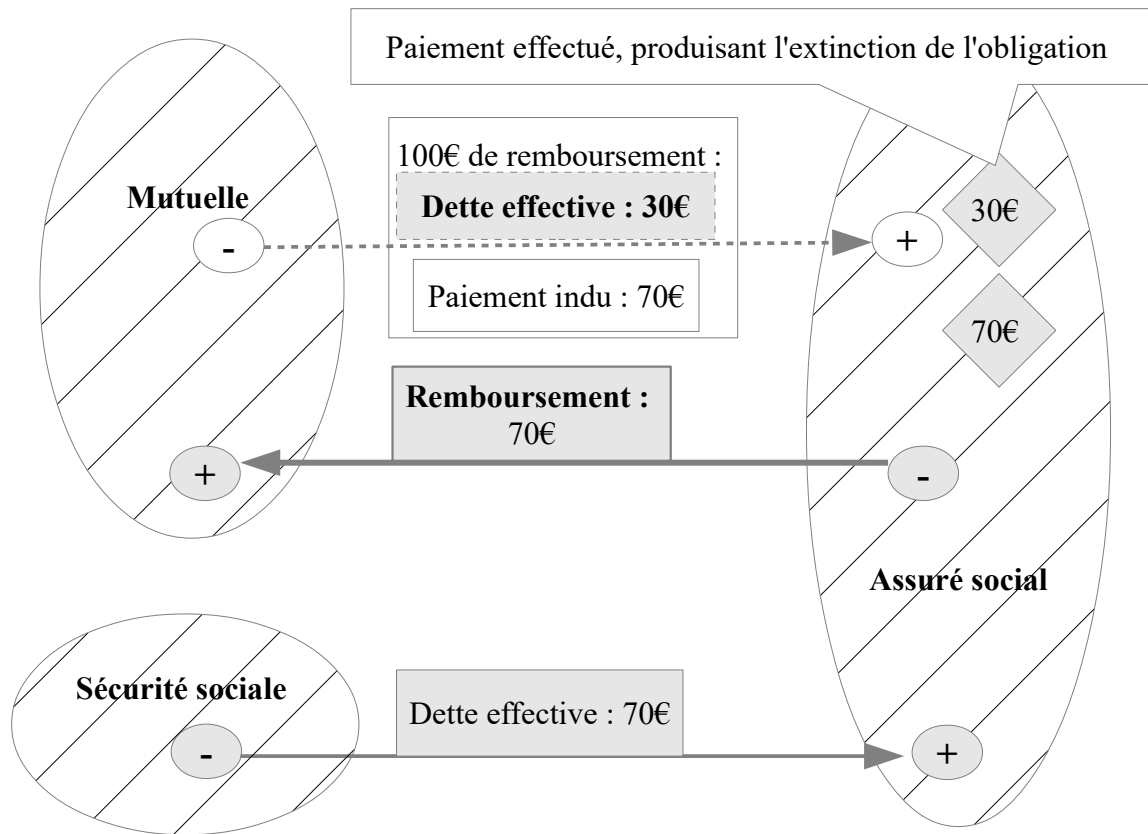 Paiement effectué, produisant l'extinction de l'obligation
100€ de remboursement :
Mutuelle
Dette effective : 30€
30€
-
+
Paiement indu : 70€
70€
Remboursement :
70€
+
-
Assuré social
Sécurité sociale
Dette effective : 70€
-
+